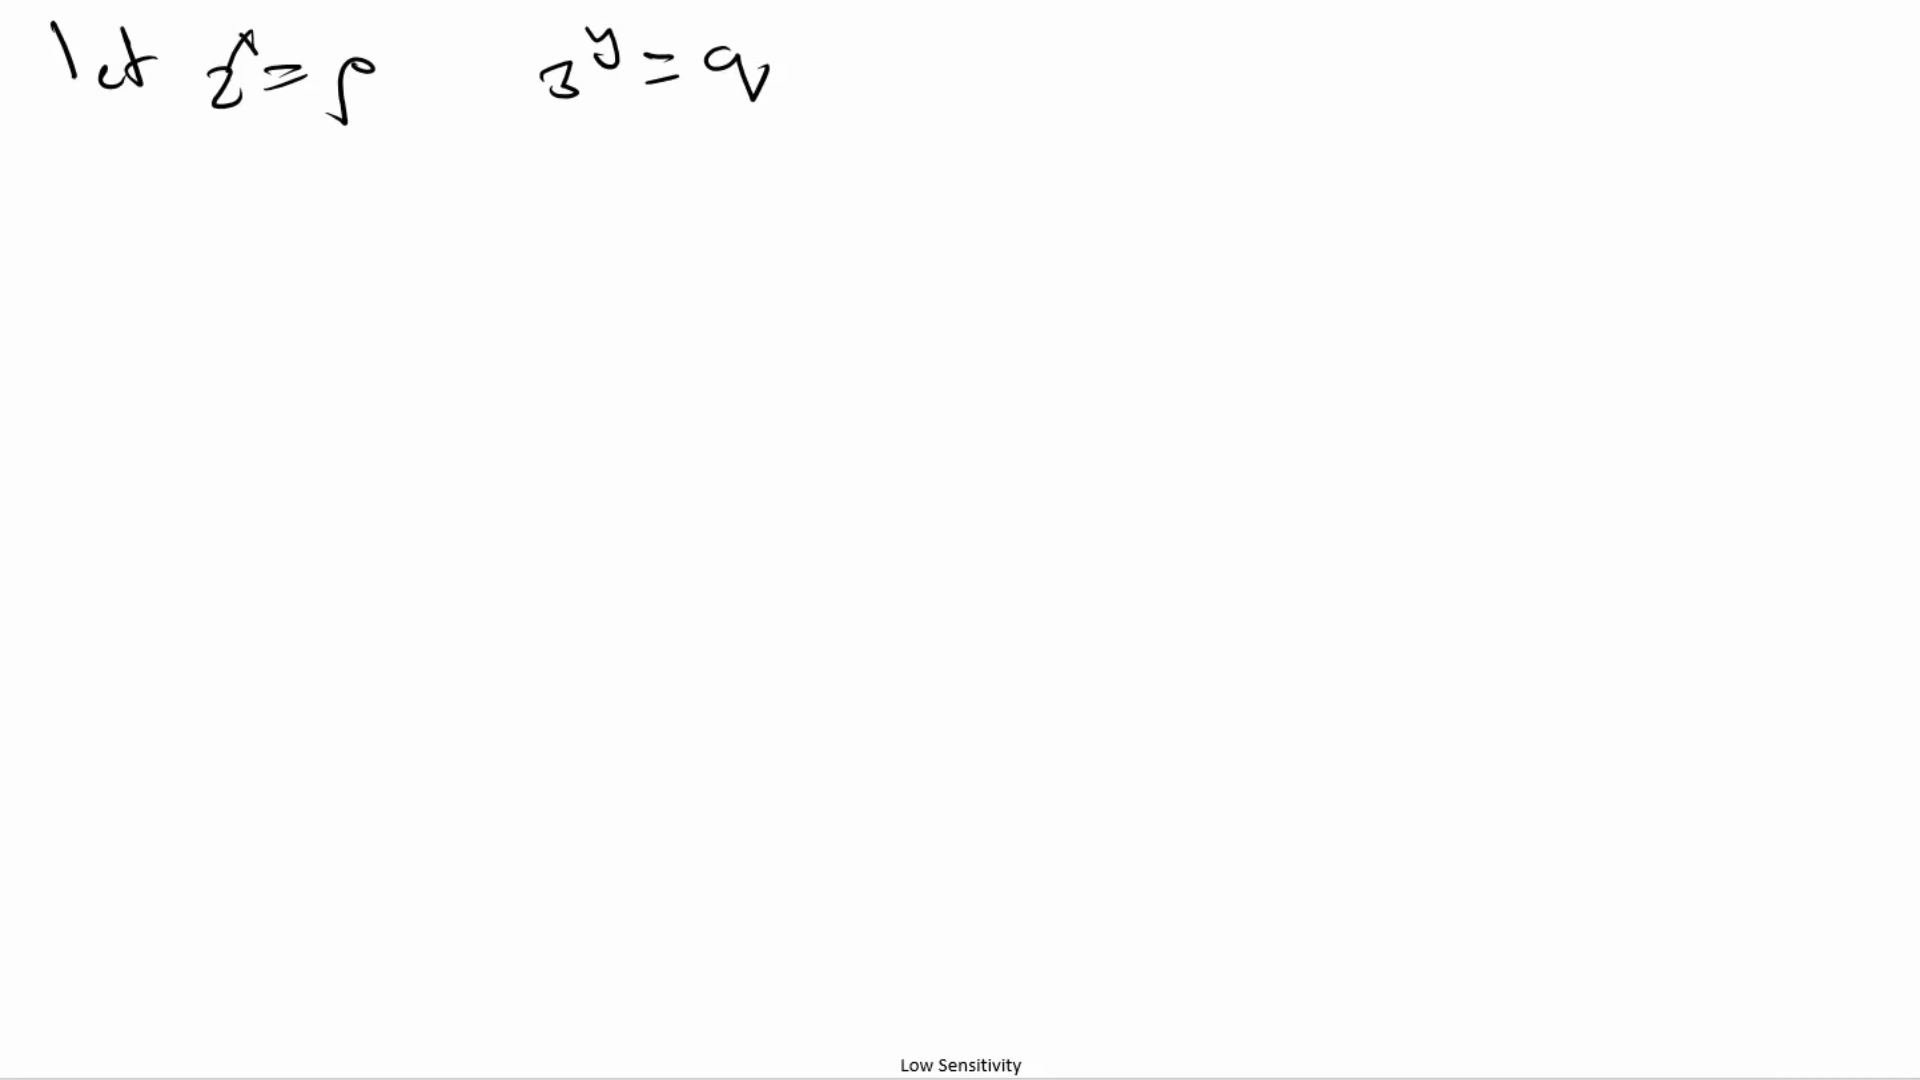 let 2^x = p 3^y = q
Low Sensitivity